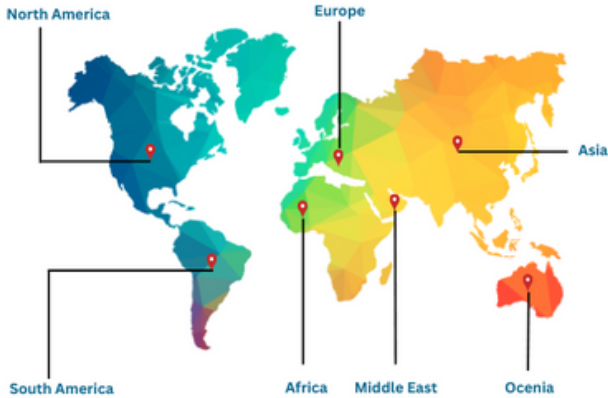 North America
Europe
Asia
South America
Africa
Middle East
Ocenia